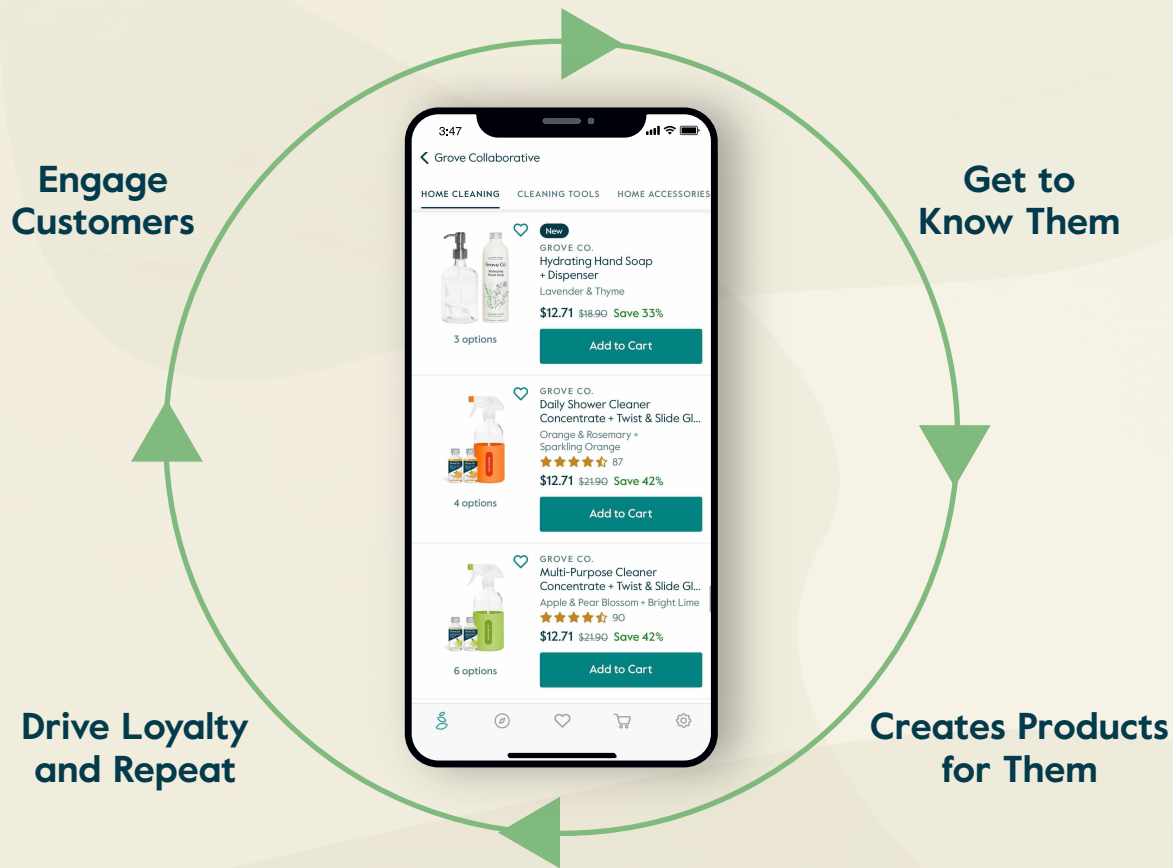 Engage
Customers
Get to
Know Them
3:47
Grove Collaborative
HOME CLEANING CLEANING TOOLS HOME ACCESSORIES
New
GROVE CO.
Hydrating Hand Soap
+ Dispenser
Lavender & Thyme
$12.71 $18.90 Save 33%
3 options
Add to Cart
GROVE CO.
Daily Shower Cleaner
Concentrate + Twist & Slide Gl...
Orange & Rosemary +
Sparkling Orange
87
$12.71 $21.90 Save 42%
4 options
Add to Cart
GROVE CO.
Multi-Purpose Cleaner
Concentrate + Twist & Slide Gl...
Apple & Pear Blossom + Bright Lime
90
$12.71 $21.90 Save 42%
6 options
Add to Cart
Drive Loyalty
and Repeat
Creates Products
for Them